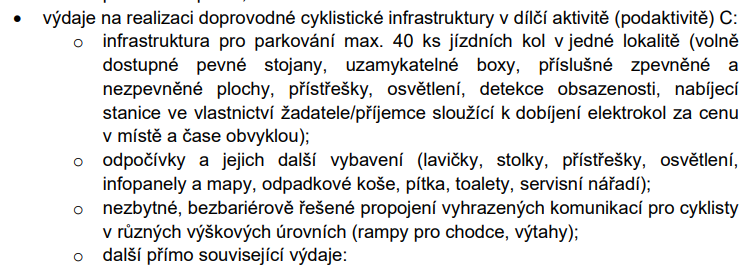 • výdaje na realizaci doprovodné cyklistické infrastruktury v dílčí aktivitě (podaktivitě) C:
o infrastruktura pro parkování max. 40 ks jízdních kol v jedné lokalitě (volně
dostupné pevné stojany, uzamykatelné boxy, příslušné zpevněné a
nezpevněné plochy, přístřešky, osvětlení, detekce obsazenosti, nabíjecí
stanice ve vlastnictví žadatele/příjemce sloužící k dobíjení elektrokol za cenu
v místě a čase obvyklou);
o odpočívky a jejich další vybavení (lavičky, stolky, přístřešky, osvětlení,
infopanely a mapy, odpadkové koše, pítka, toalety, servisní nářadí);
o nezbytné, bezbariérově řešené propojení vyhrazených komunikací pro cyklisty
v různých výškových úrovních (rampy pro chodce, výtahy);
o další přímo související výdaje: